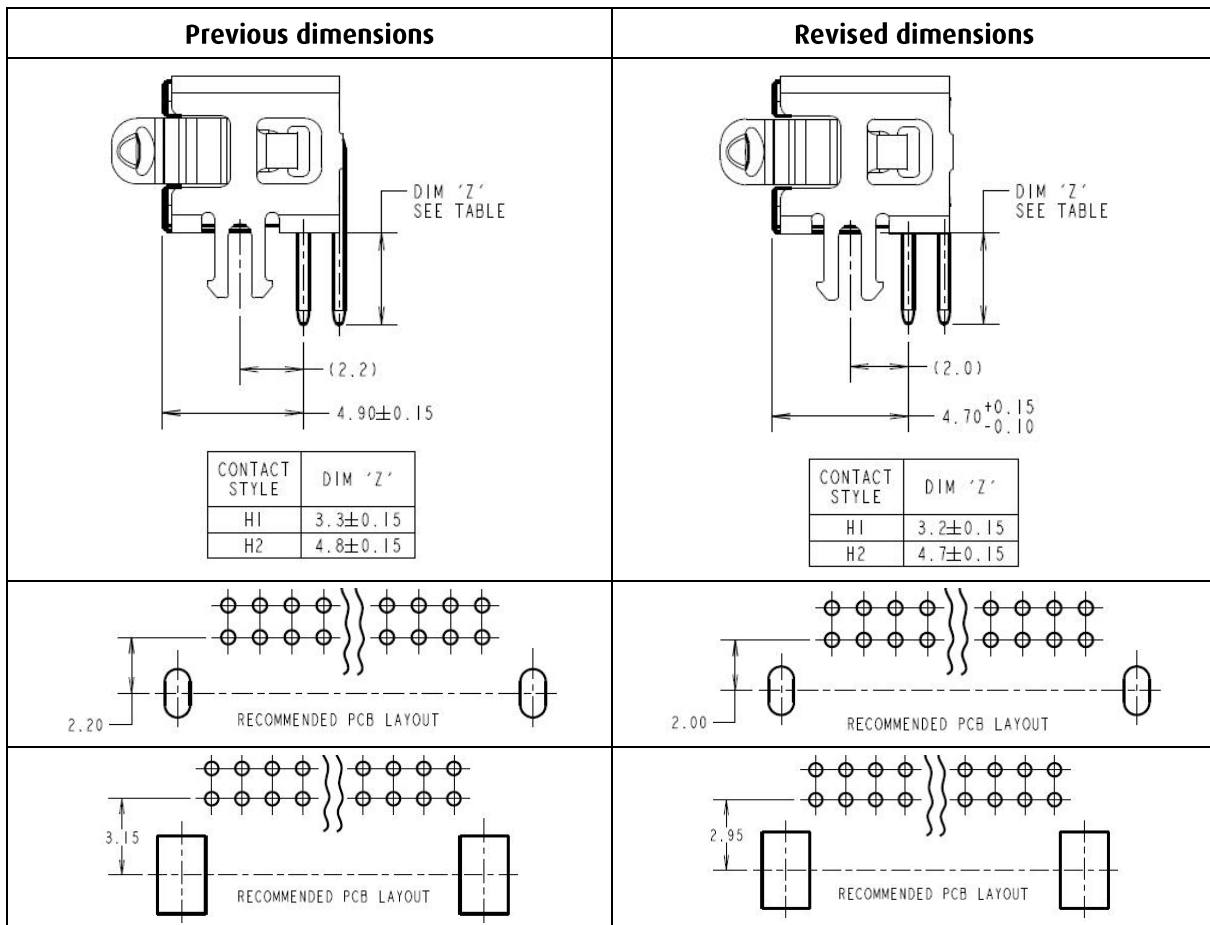 Previous dimensions
Revised dimensions
DIM 'Z'
SEE TABLE
(2.2)
4.90±0.15
CONTACT STYLE DIM 'Z'
H1 3.3±0.15
H2 4.8±0.15
DIM 'Z'
SEE TABLE
(2.0)
4.70 +0.15 -0.10
CONTACT STYLE DIM 'Z'
H1 3.2±0.15
H2 4.7±0.15
2.20
RECOMMENDED PCB LAYOUT
2.00
RECOMMENDED PCB LAYOUT
3.15
RECOMMENDED PCB LAYOUT
2.95
RECOMMENDED PCB LAYOUT